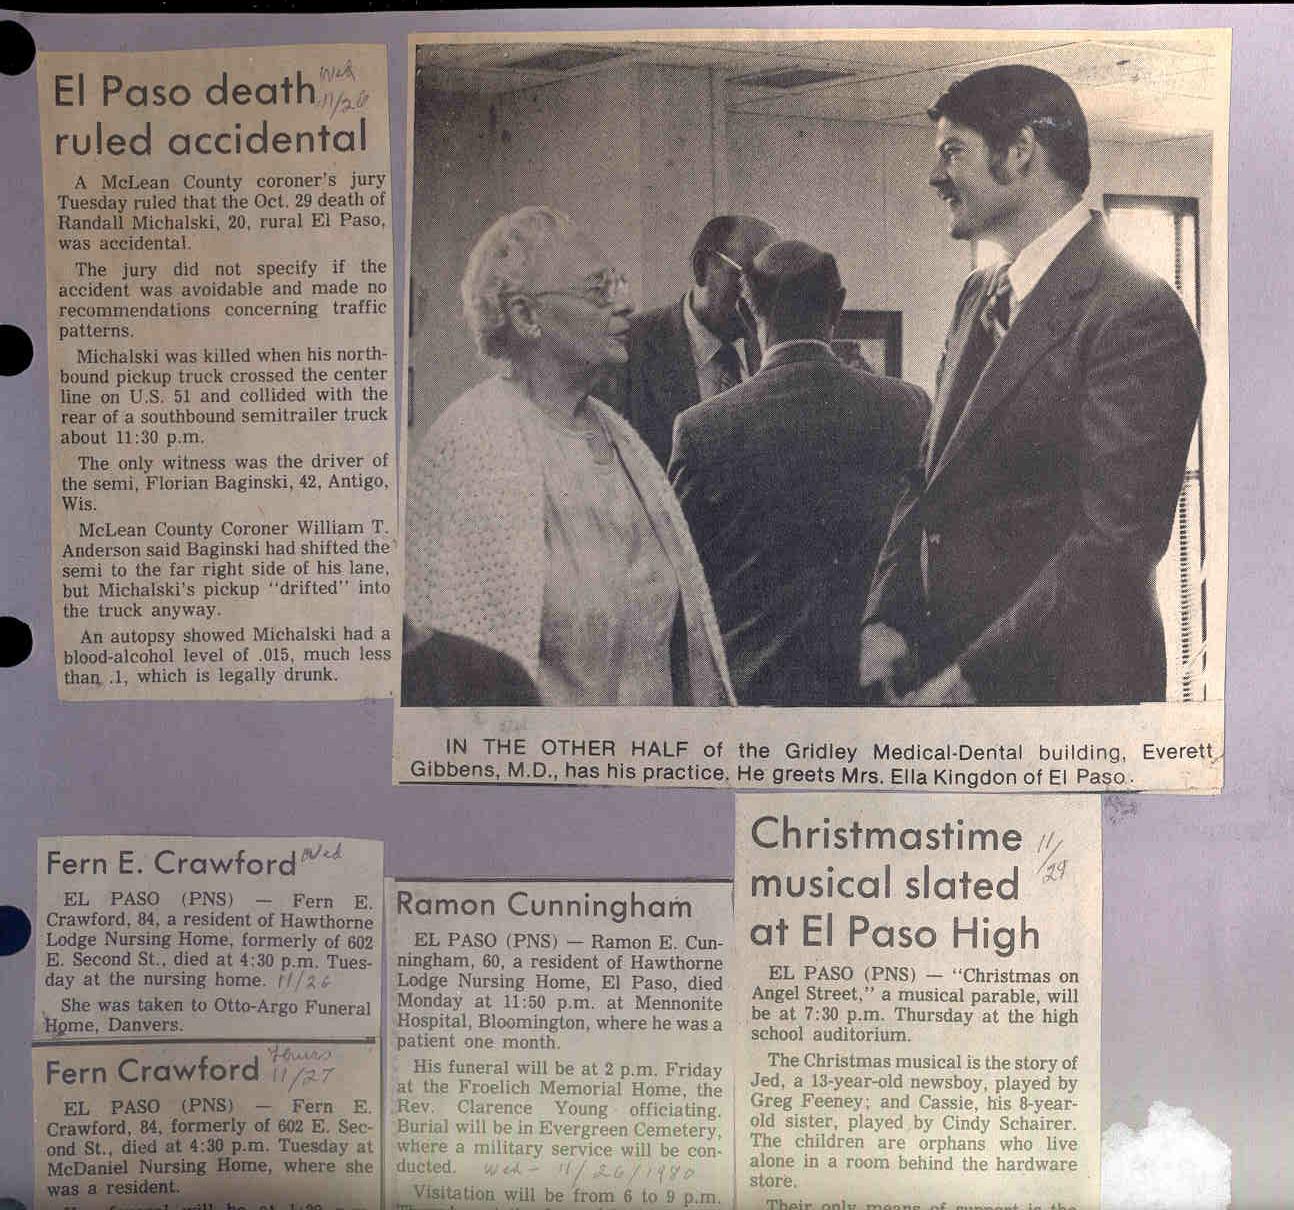 El Paso death Wed
11/26
ruled accidental
A McLean County coroner's jury
Tuesday ruled that the Oct. 29 death of
Randall Michalski, 20, rural El Paso,
was accidental.
The jury did not specify if the
accident was avoidable and made no
recommendations concerning traffic
patterns.
Michalski was killed when his north-
bound pickup truck crossed the center
line on U.S. 51 and collided with the
rear of a southbound semitrailer truck
about 11:30 p.m.
The only witness was the driver of
the semi, Florian Baginski, 42, Antigo,
Wis.
McLean County Coroner William T.
Anderson said Baginski had shifted the
semi to the far right side of his lane,
but Michalski's pickup "drifted" into
the truck anyway.
An autopsy showed Michalski had a
blood-alcohol level of .015, much less
than .1, which is legally drunk.
IN THE OTHER HALF of the Gridley Medical-Dental building, Everett
Gibbens, M.D., has his practice. He greets Mrs. Ella Kingdon of El Paso.
Fern E. Crawford Wed
EL PASO (PNS) — Fern E.
Crawford, 84, a resident of Hawthorne
Lodge Nursing Home, formerly of 602
E. Second St., died at 4:30 p.m. Tues-
day at the nursing home. 11/26
She was taken to Otto-Argo Funeral
Home, Danvers.
Fern Crawford Thurs
11/27
EL PASO (PNS) — Fern E.
Crawford, 84, formerly of 602 E. Sec-
ond St., died at 4:30 p.m. Tuesday at
McDaniel Nursing Home, where she
was a resident.
Ramon Cunningham
EL PASO (PNS) — Ramon E. Cun-
ningham, 60, a resident of Hawthorne
Lodge Nursing Home, El Paso, died
Monday at 11:50 p.m. at Mennonite
Hospital, Bloomington, where he was a
patient one month.
His funeral will be at 2 p.m. Friday
at the Froelich Memorial Home, the
Rev. Clarence Young officiating.
Burial will be in Evergreen Cemetery,
where a military service will be con-
ducted. Wed - 11/26/1980
Visitation will be from 6 to 9 p.m.
Christmastime 11/29
musical slated
at El Paso High
EL PASO (PNS) — "Christmas on
Angel Street," a musical parable, will
be at 7:30 p.m. Thursday at the high
school auditorium.
The Christmas musical is the story of
Jed, a 13-year-old newsboy, played by
Greg Feeney; and Cassie, his 8-year-
old sister, played by Cindy Schairer.
The children are orphans who live
alone in a room behind the hardware
store.
Their only means of support is the